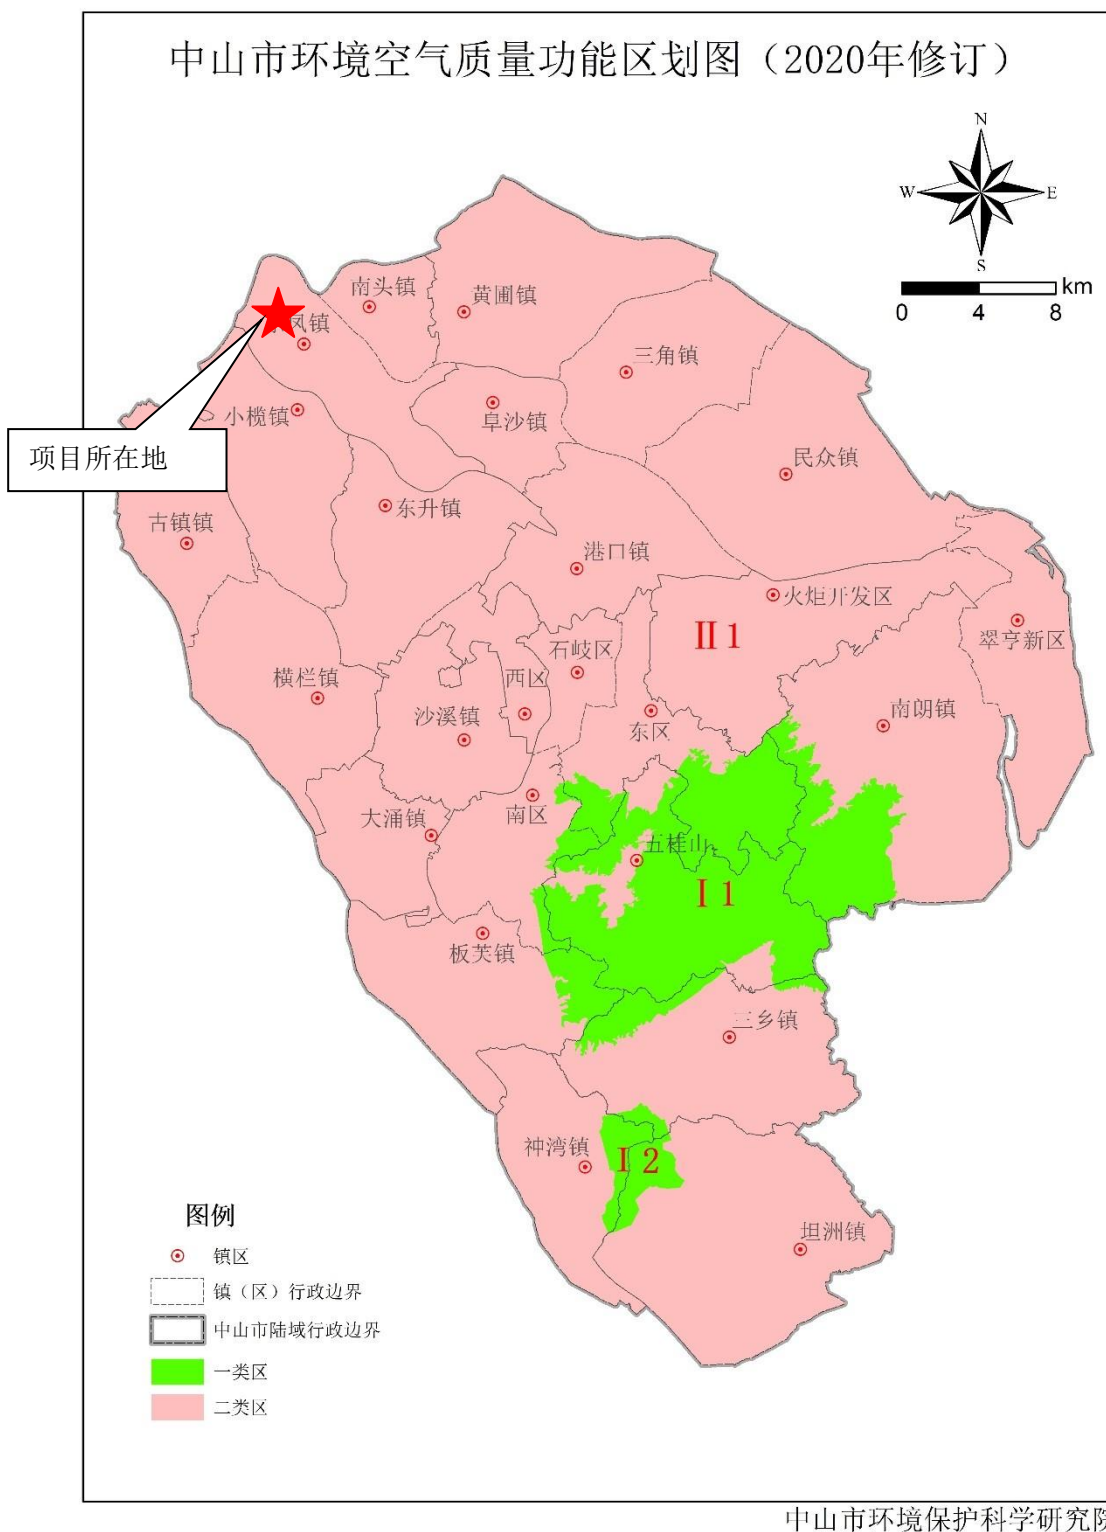 中山市环境空气质量功能区划图（2020年修订）
N
W
E
S
km
0 4 8
南头镇
黄圃镇
凤镇
三角镇
小榄镇
阜沙镇
项目所在地
民众镇
东升镇
古镇镇
港口镇
火炬开发区
翠亨新区
石岐区
Ⅱ1
横栏镇
西区
沙溪镇
南朗镇
东区
大涌镇
南区
五桂山
Ⅰ1
板芙镇
三乡镇
神湾镇
Ⅰ2
坦洲镇
图例
镇区
镇（区）行政边界
中山市陆域行政边界
一类区
二类区
中山市环境保护科学研究院